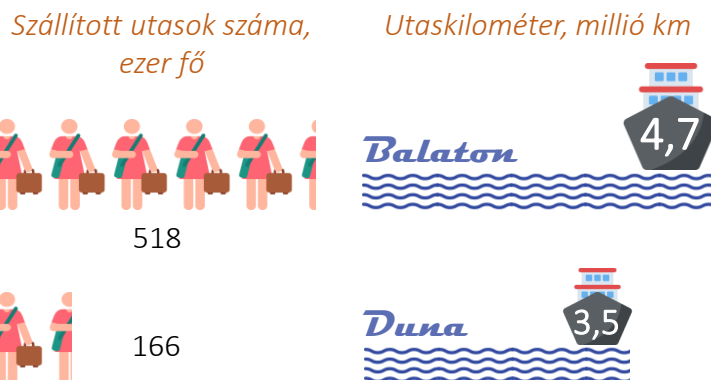 Szállított utasok száma,
ezer fő
Utaskilométer, millió km
4,7
Balaton
518
Duna
3,5
166